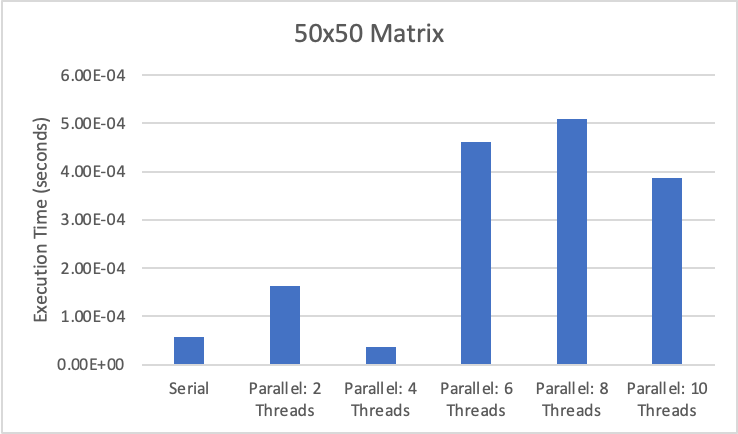 50x50 Matrix
Execution Time (seconds)
6.00E-04
5.00E-04
4.00E-04
3.00E-04
2.00E-04
1.00E-04
0.00E+00
Serial
Parallel: 2
Threads
Parallel: 4
Threads
Parallel: 6
Threads
Parallel: 8
Threads
Parallel: 10
Threads